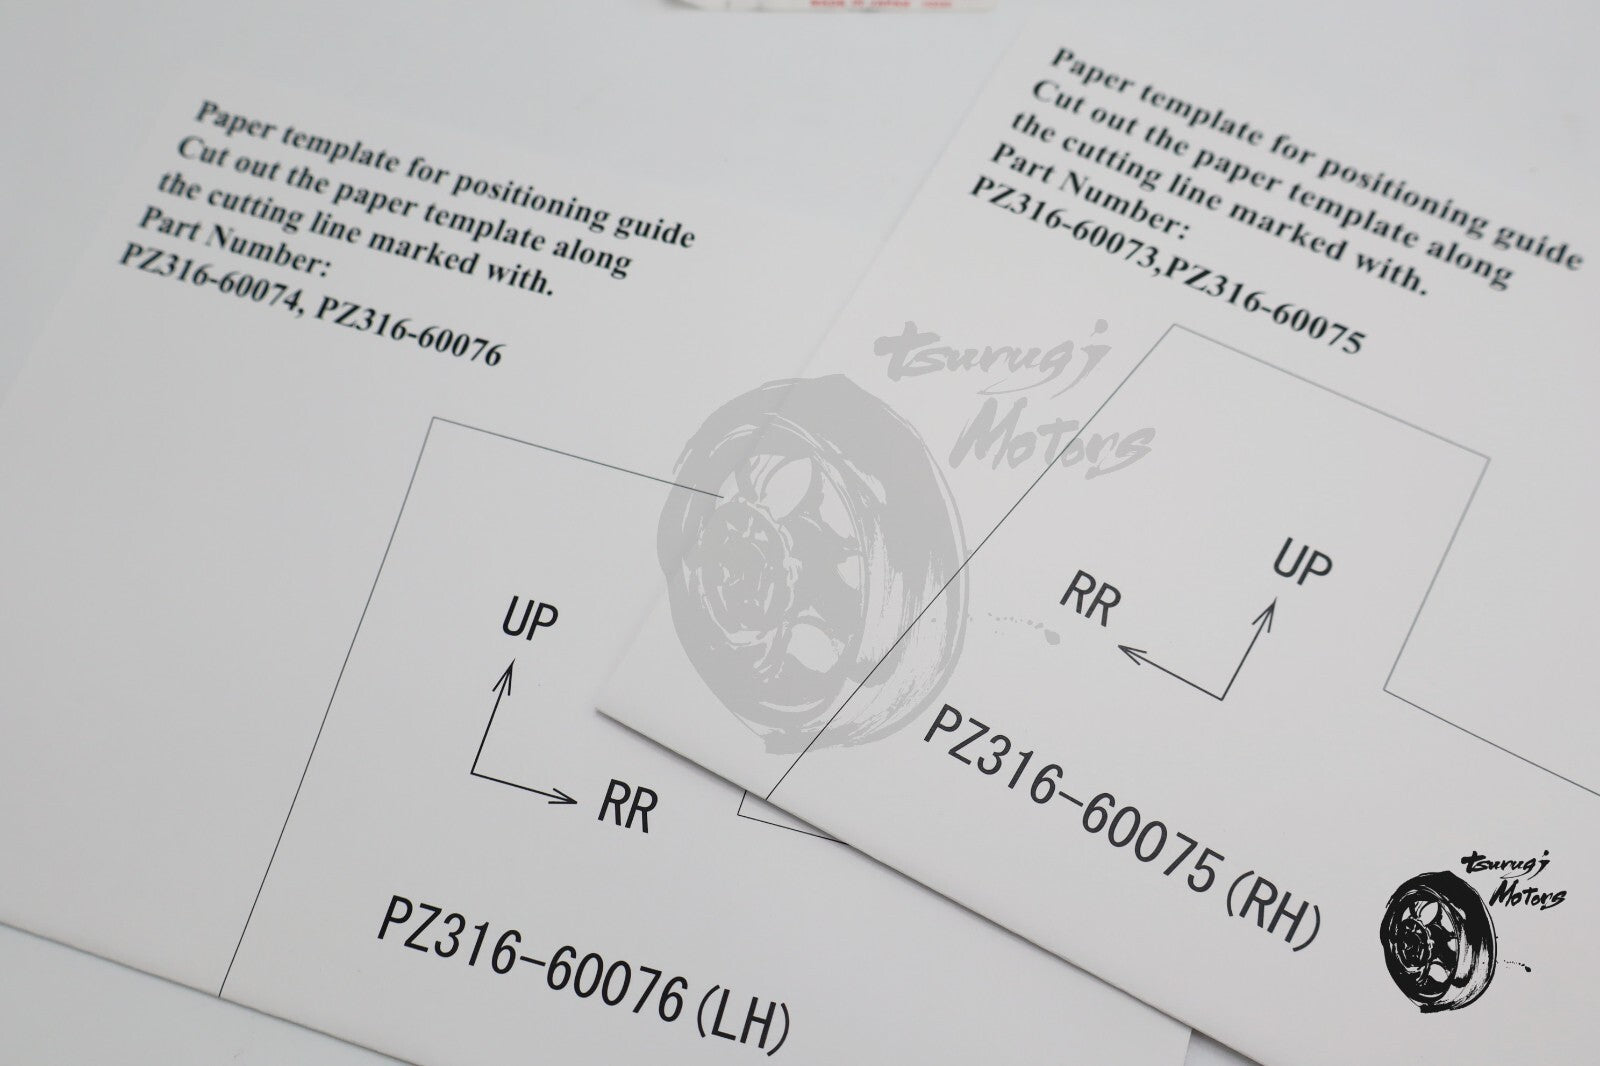 Paper template for positioning guide
Cut out the paper template along
the cutting line marked with.
Part Number:
PZ316-60074, PZ316-60076
UP
RR
PZ316-60076(LH)
Paper template for positioning guide
Cut out the paper template along
the cutting line marked with.
Part Number:
PZ316-60073,PZ316-60075
UP
RR
PZ316-60075(RH)
tsurugi
Motors
tsurugi
Motors